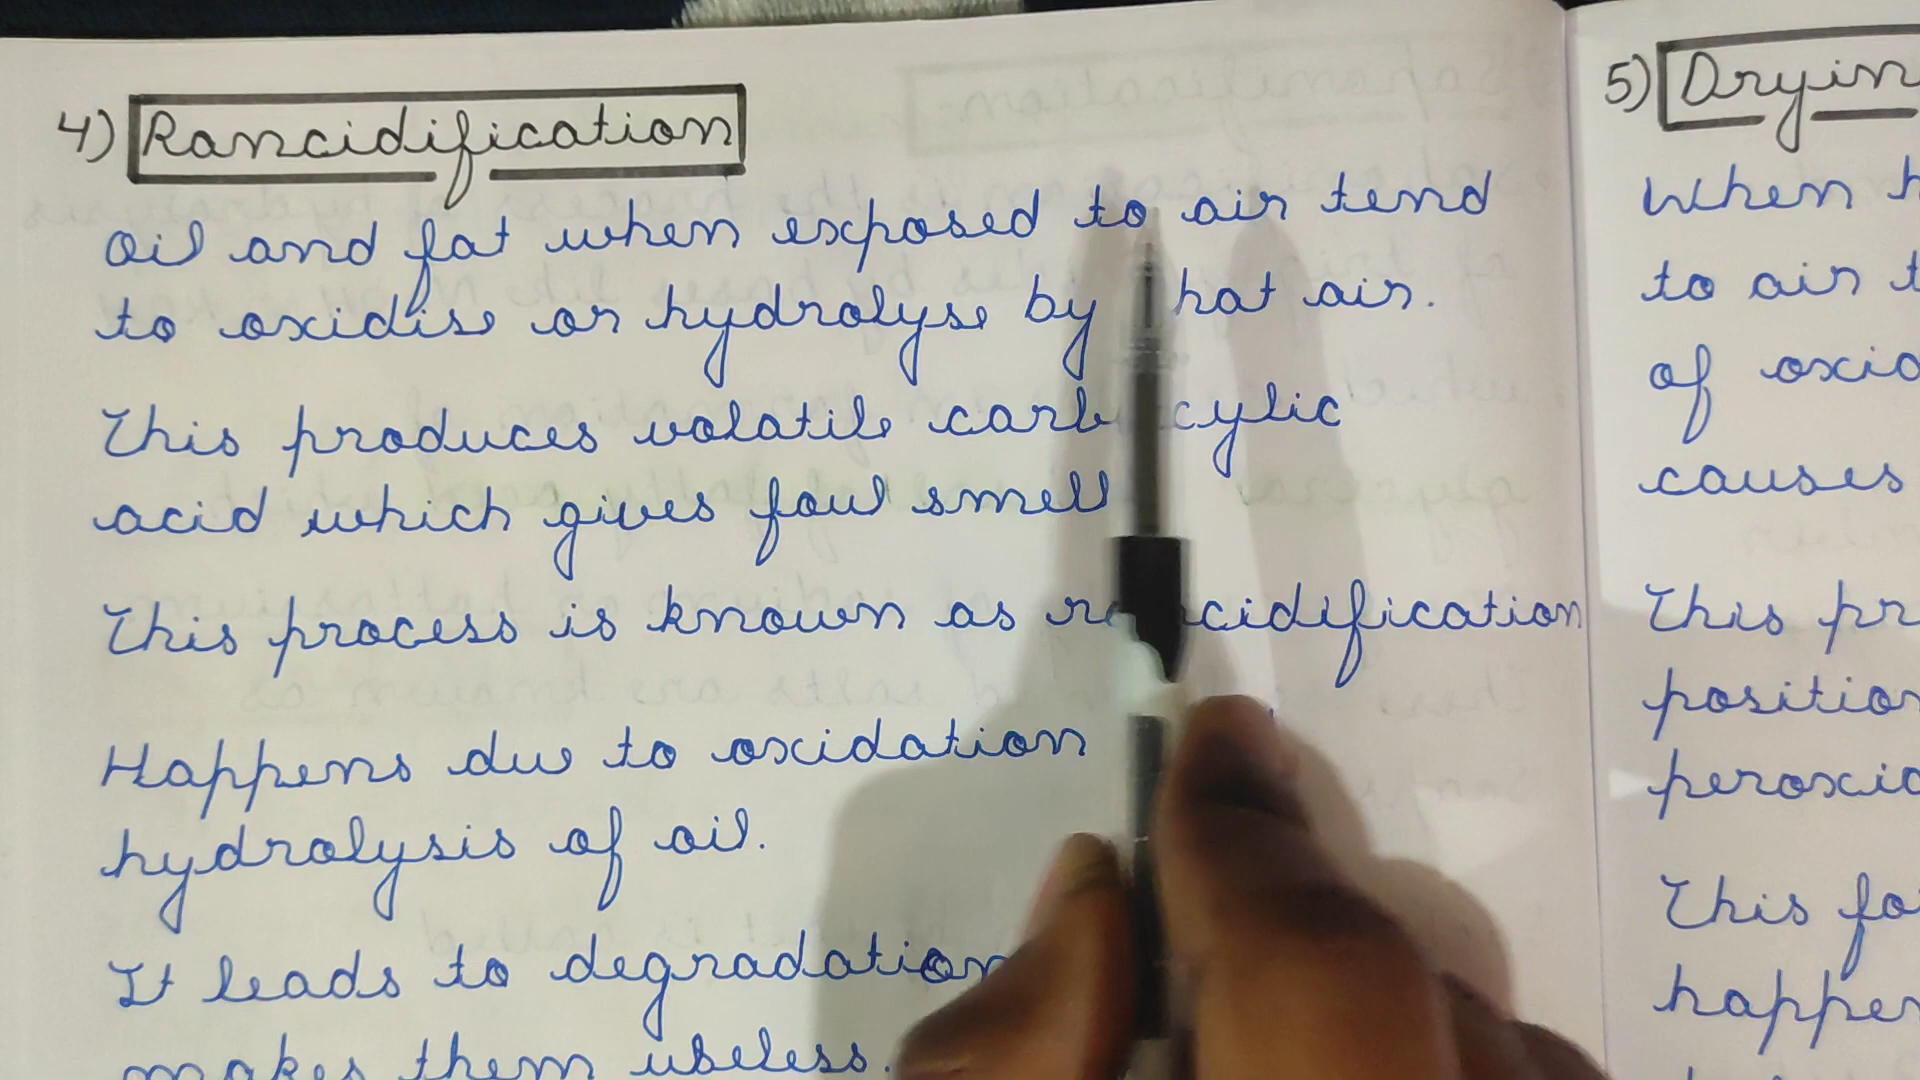 4) Rancidification
oil and fat when exposed to air tend
to oxidise or hydrolyse by that air.
This produces volatile carboxylic
acid which gives foul smell
This process is known as rancidification
Happens due to oxidation
hydrolysis of oil.
It leads to degradation
makes them useless.
5) Dryin
When h
to air t
of oxid
causes
This pr
position
peroxid
This fo
happen